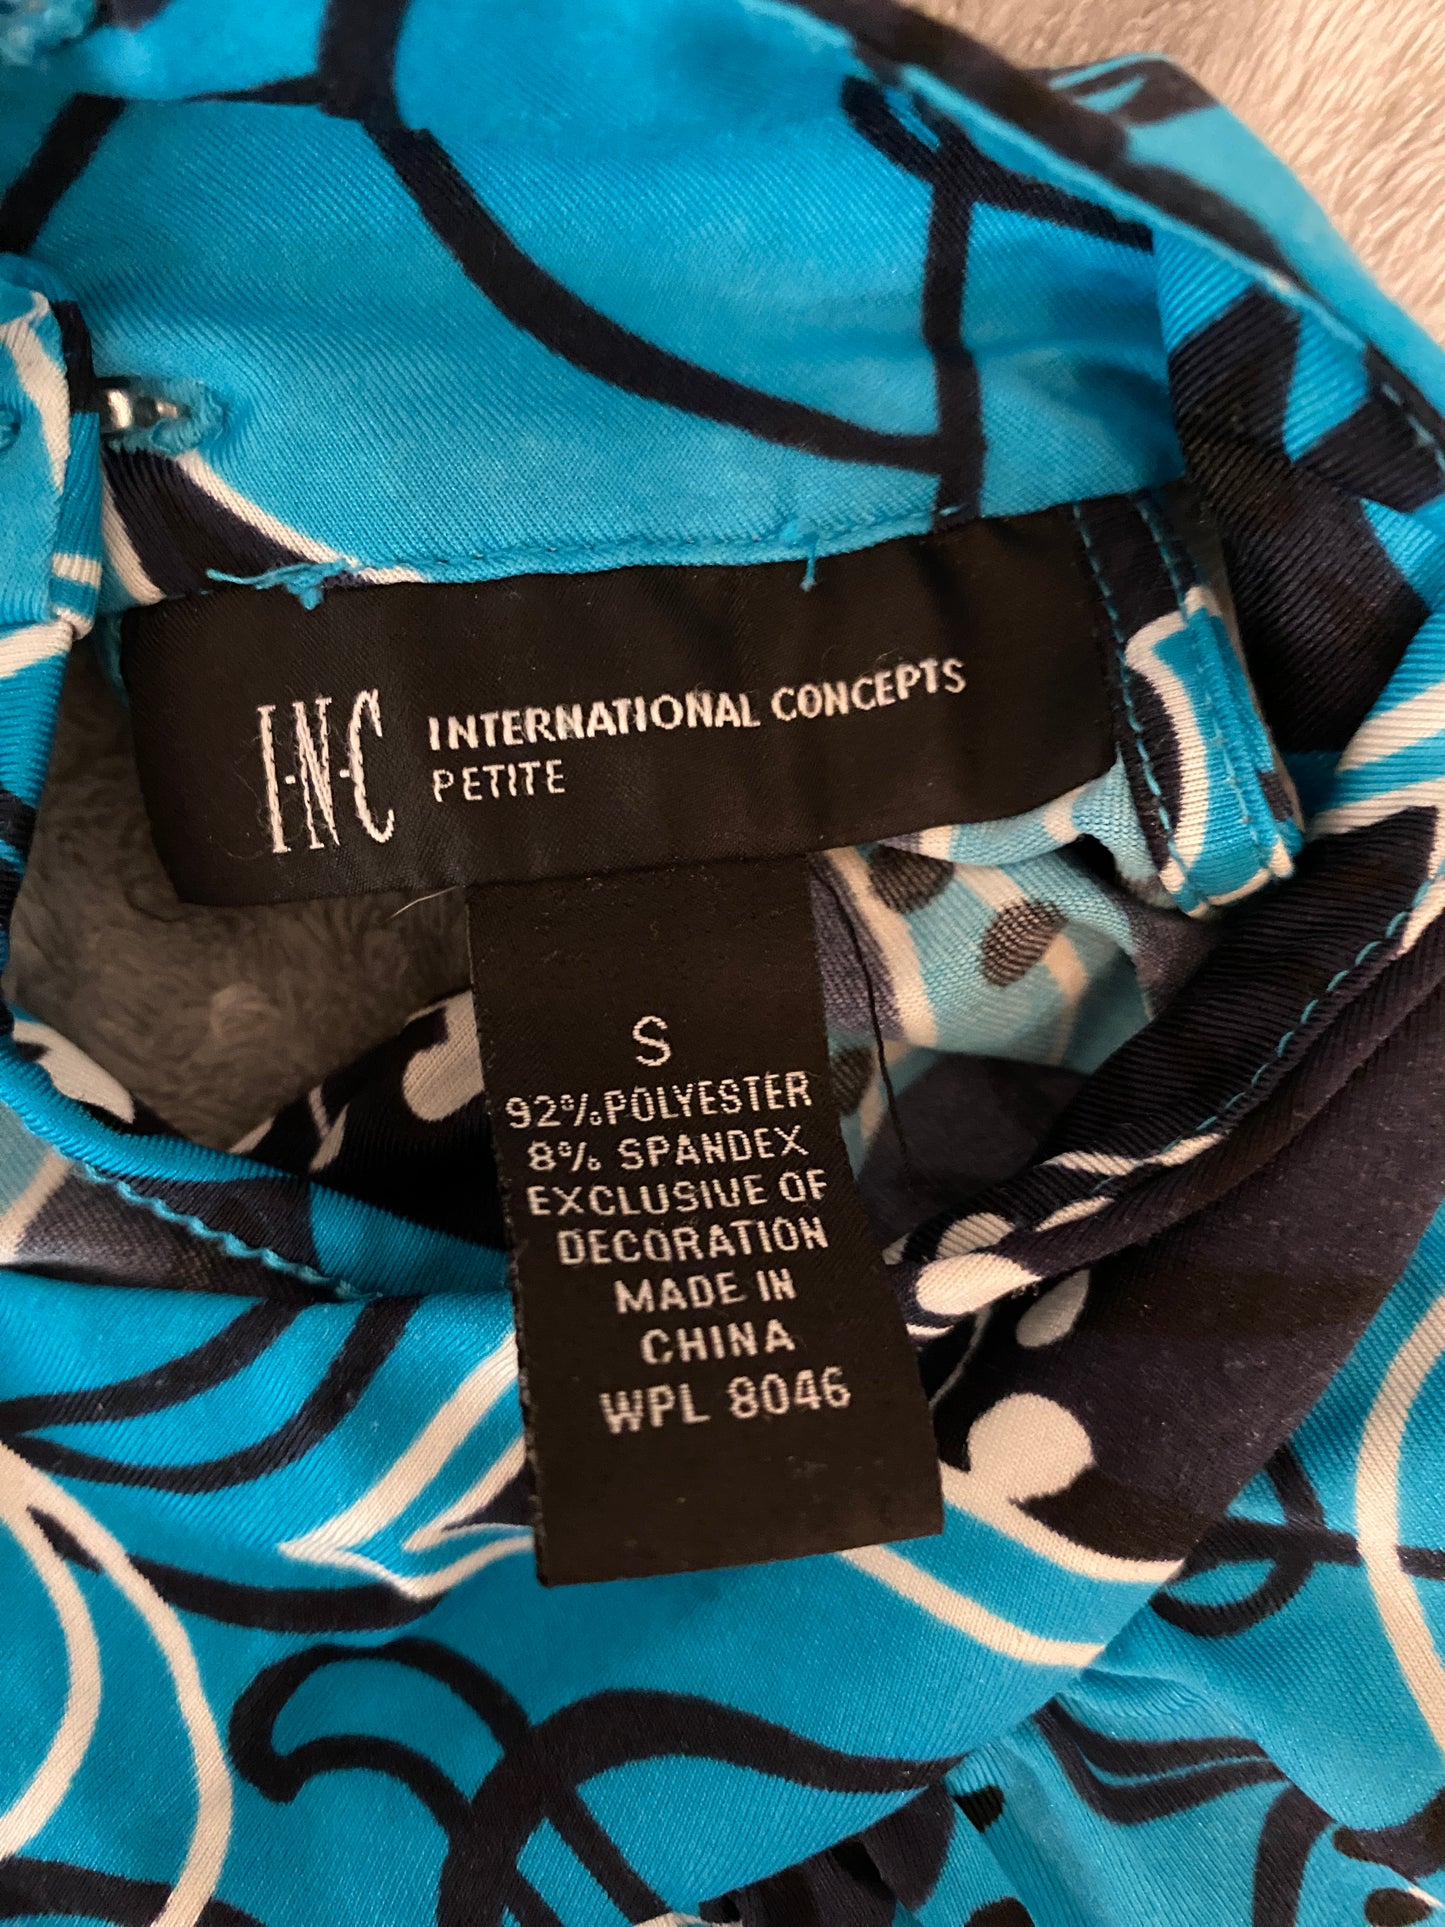 I·N·C INTERNATIONAL CONCEPTS
PETITE
S
92% POLYESTER
8% SPANDEX
EXCLUSIVE OF
DECORATION
MADE IN
CHINA
WPL 8046